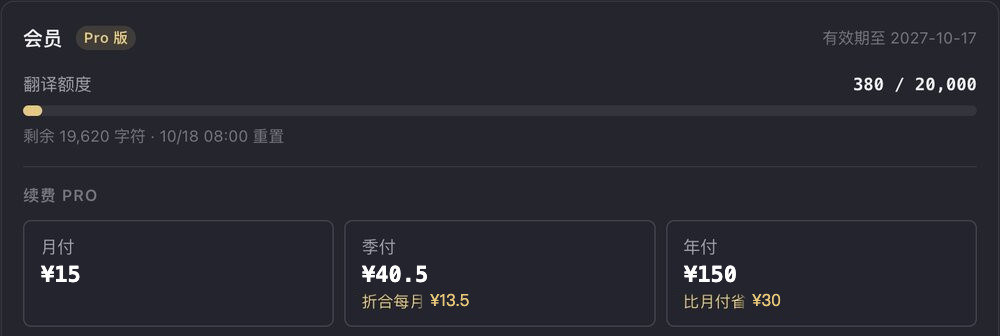 会员 Pro 版 有效期至 2027-10-17
翻译额度 380 / 20,000
剩余 19,620 字符 · 10/18 08:00 重置
续费 PRO
月付
¥15
季付
¥40.5
折合每月 ¥13.5
年付
¥150
比月付省 ¥30